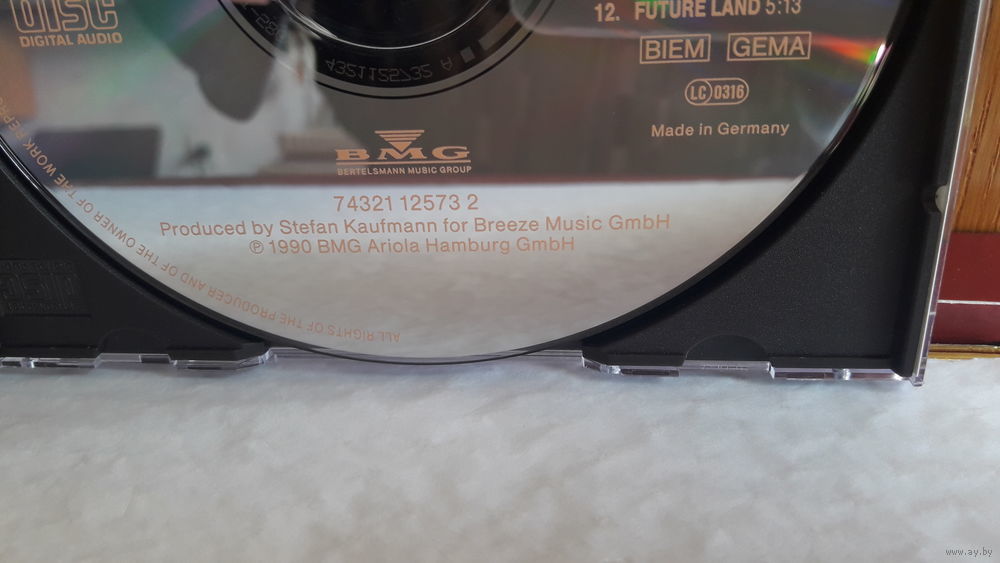 disc
DIGITAL AUDIO
12. FUTURE LAND 5:13
BIEM GEMA
LC 0316
Made in Germany
4321125732 A
BMG
BERTELSMANN MUSIC GROUP
74321 12573 2
Produced by Stefan Kaufmann for Breeze Music GmbH
℗ 1990 BMG Ariola Hamburg GmbH
ALL RIGHTS OF THE PRODUCER AND OF THE OWNER OF THE WORK
www.ay.by